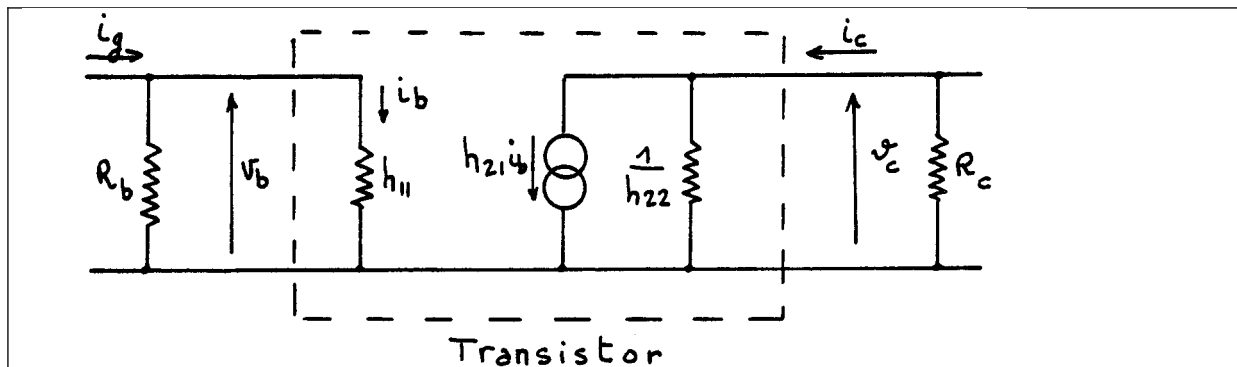 i_g
i_c
i_b
R_b
v_b
h_11
h_21 i_b
1/h_22
v_c
R_c
Transistor